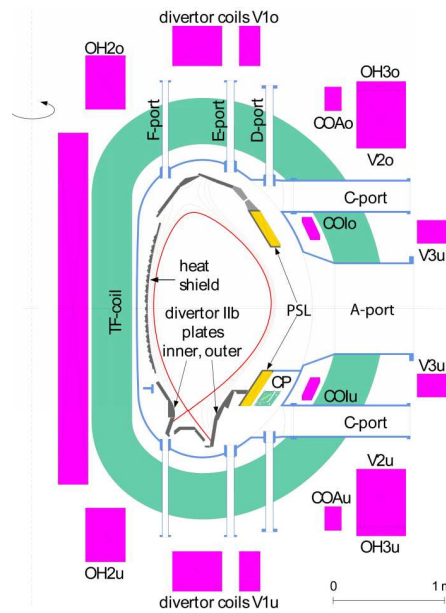 divertor coils V1o
OH2o
OH3o
F-port
E-port
D-port
COAo
V2o
C-port
COIo
V3u
heat
shield
TF-coil
divertor IIb
plates
inner, outer
PSL
A-port
CP
V3u
COIu
C-port
V2u
COAu
OH2u
OH3u
divertor coils V1u
0
1 m